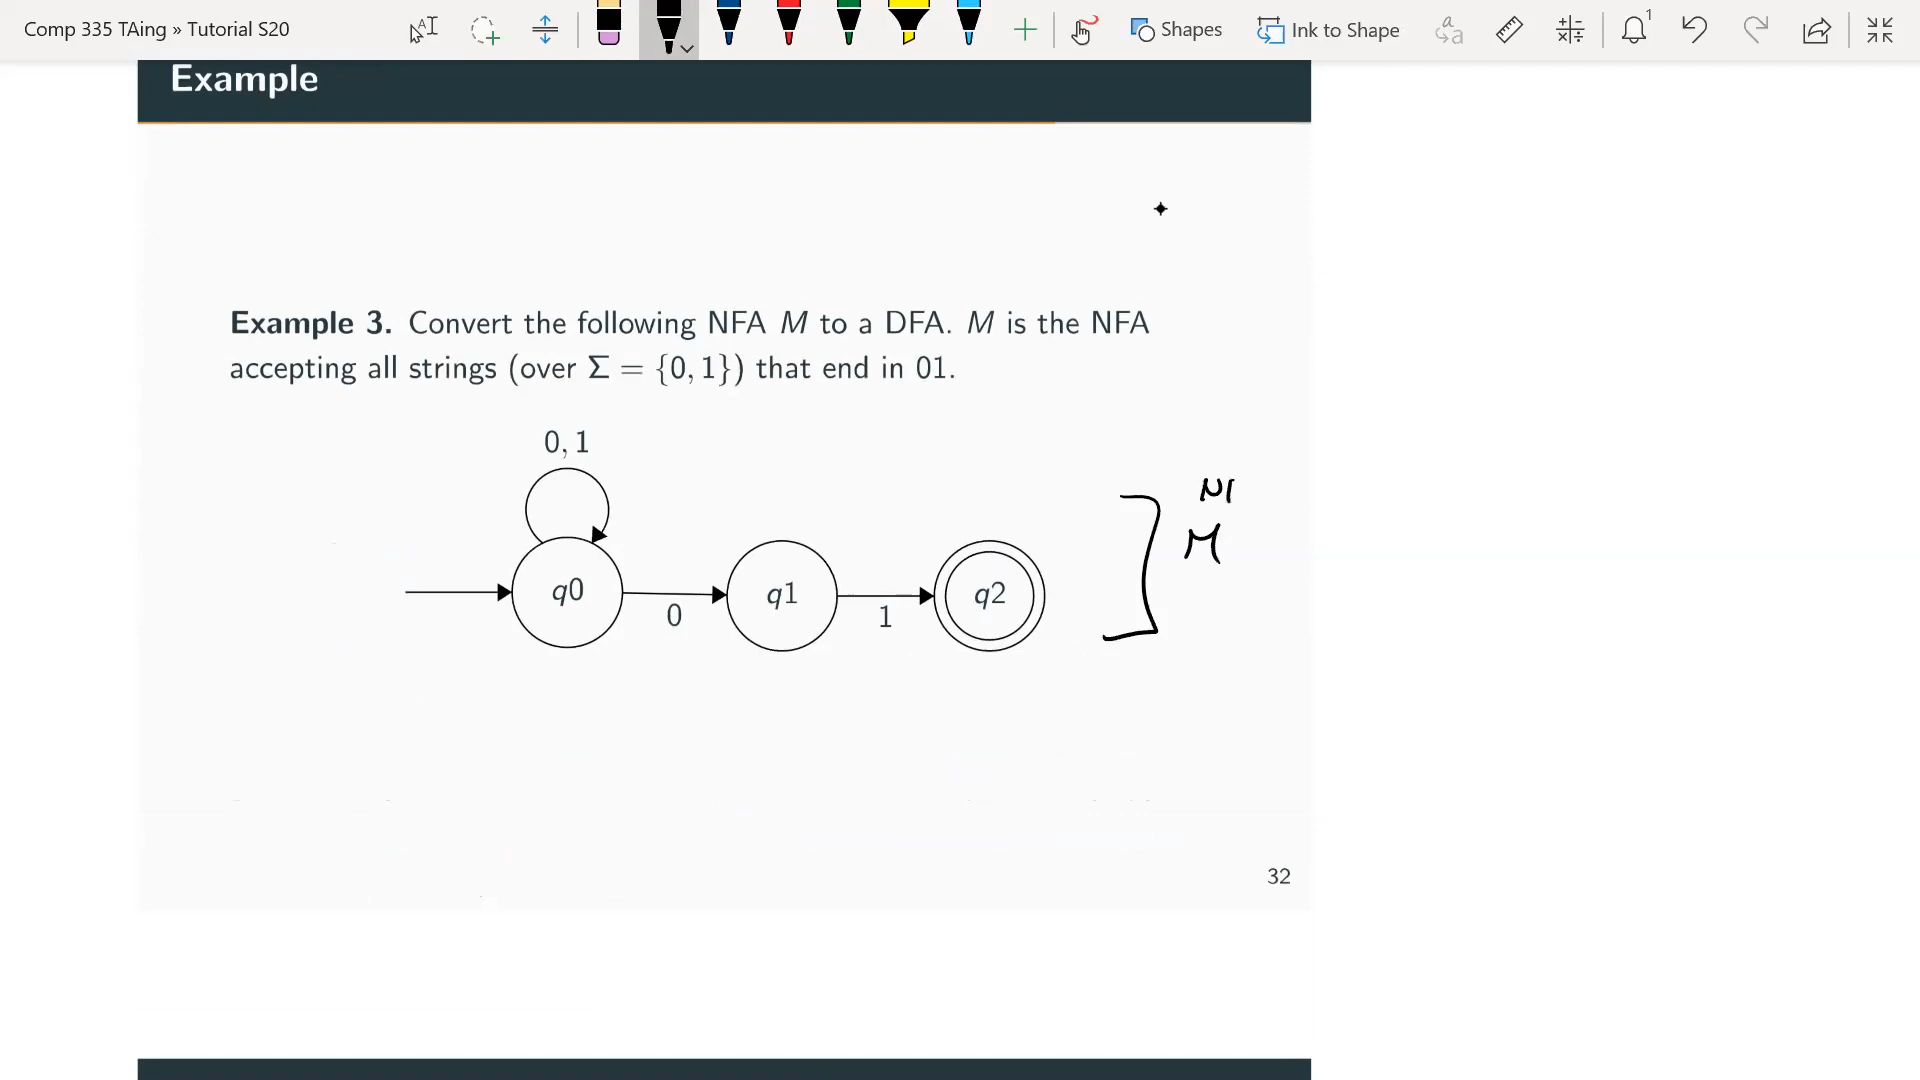 Comp 335 TAing » Tutorial S20
Shapes
Ink to Shape
1
Example
Example 3. Convert the following NFA M to a DFA. M is the NFA
accepting all strings (over Σ = {0, 1}) that end in 01.
0, 1
q0
0
q1
1
q2
M
32